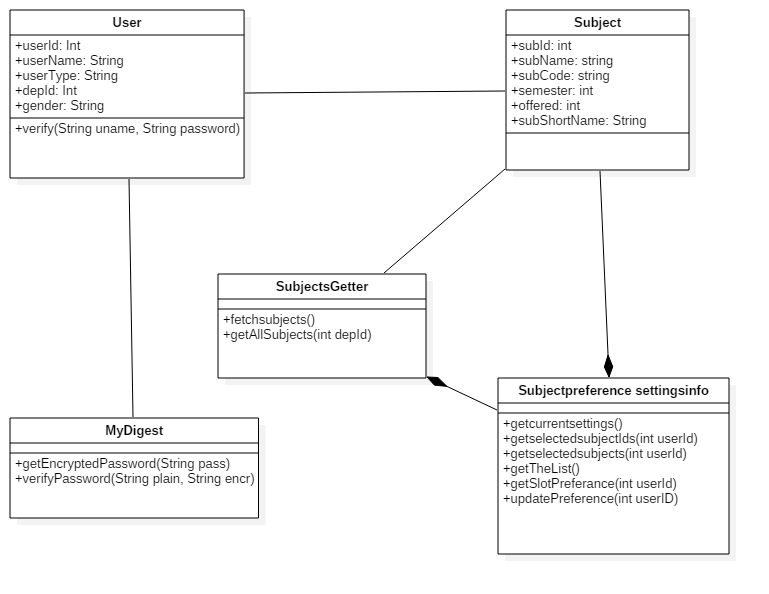 User
+userId: Int
+userName: String
+userType: String
+depId: Int
+gender: String
+verify(String uname, String password)
Subject
+subId: int
+subName: string
+subCode: string
+semester: int
+offered: int
+subShortName: String
SubjectsGetter
+fetchsubjects()
+getAllSubjects(int depId)
MyDigest
+getEncryptedPassword(String pass)
+verifyPassword(String plain, String encr)
Subjectpreference settingsinfo
+getcurrentsettings()
+getselectedsubjectIds(int userId)
+getselectedsubjects(int userId)
+getTheList()
+getSlotPreferance(int userId)
+updatePreference(int userID)